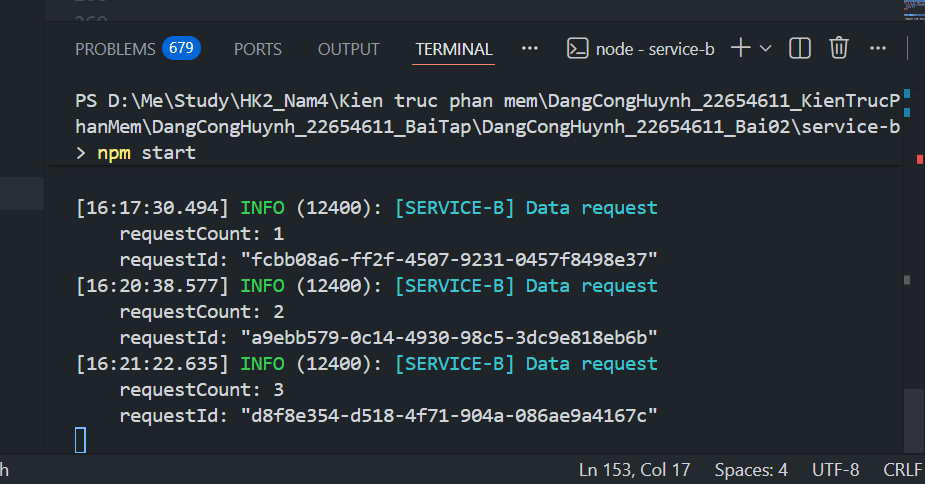 PROBLEMS 679 PORTS OUTPUT TERMINAL ... node - service-b ...
PS D:\Me\Study\HK2_Nam4\Kien truc phan mem\DangCongHuynh_22654611_KienTrucP
hanMem\DangCongHuynh_22654611_BaiTap\DangCongHuynh_22654611_Bai02\service-b
> npm start
[16:17:30.494] INFO (12400): [SERVICE-B] Data request
requestCount: 1
requestId: "fcbb08a6-ff2f-4507-9231-0457f8498e37"
[16:20:38.577] INFO (12400): [SERVICE-B] Data request
requestCount: 2
requestId: "a9ebb579-0c14-4930-98c5-3dc9e818eb6b"
[16:21:22.635] INFO (12400): [SERVICE-B] Data request
requestCount: 3
requestId: "d8f8e354-d518-4f71-904a-086ae9a4167c"
h Ln 153, Col 17 Spaces: 4 UTF-8 CRLF